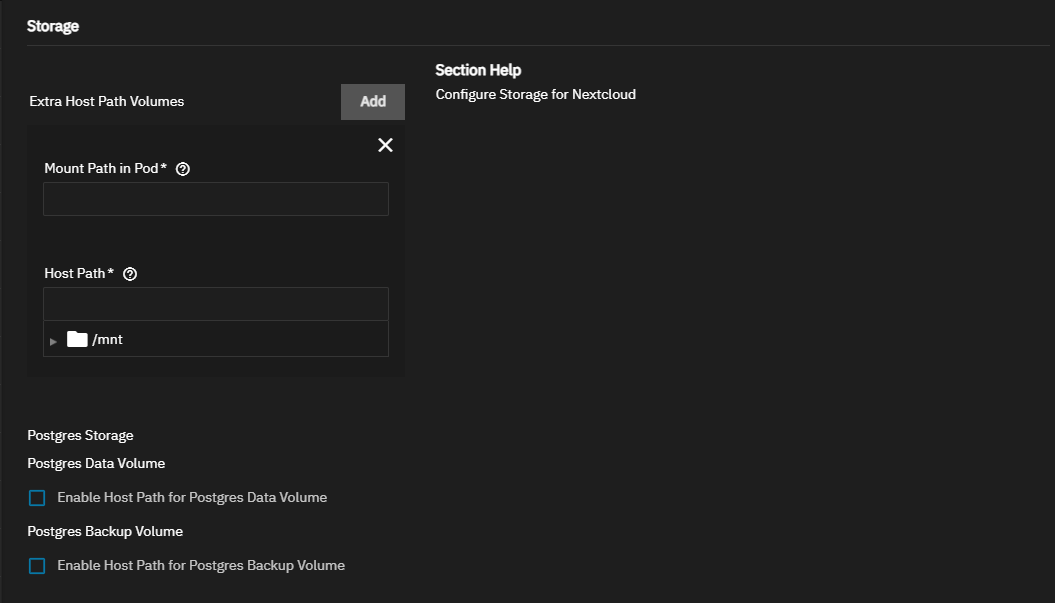 Storage
Section Help
Configure Storage for Nextcloud
Extra Host Path Volumes
Add
Mount Path in Pod*
Host Path*
/mnt
Postgres Storage
Postgres Data Volume
Enable Host Path for Postgres Data Volume
Postgres Backup Volume
Enable Host Path for Postgres Backup Volume